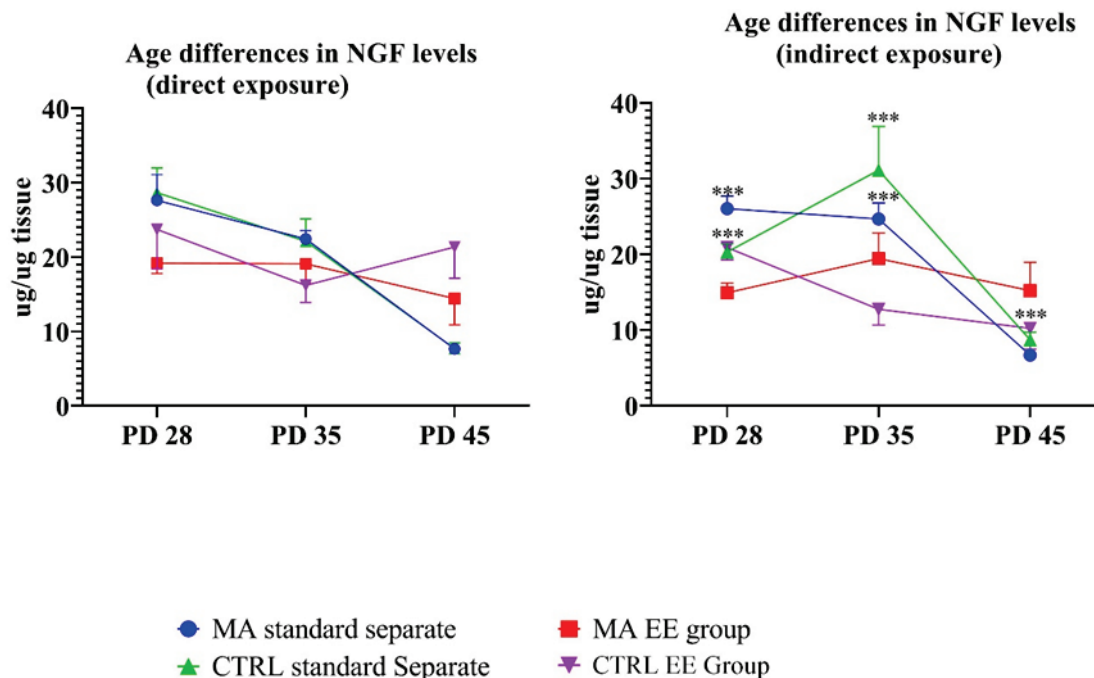 Age differences in NGF levels
(direct exposure)
ug/ug tissue
40
30
20
10
0
PD 28 PD 35 PD 45
Age differences in NGF levels
(indirect exposure)
ug/ug tissue
40
30
20
10
0
***
***
***
***
***
PD 28 PD 35 PD 45
MA standard separate
MA EE group
CTRL standard Separate
CTRL EE Group